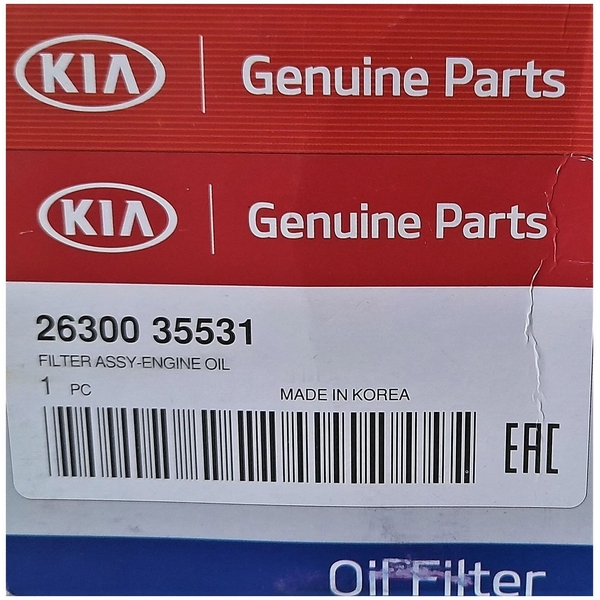 KIA Genuine Parts
KIA Genuine Parts
26300 35531
FILTER ASSY-ENGINE OIL
1 PC MADE IN KOREA
EAC
Oil Filter